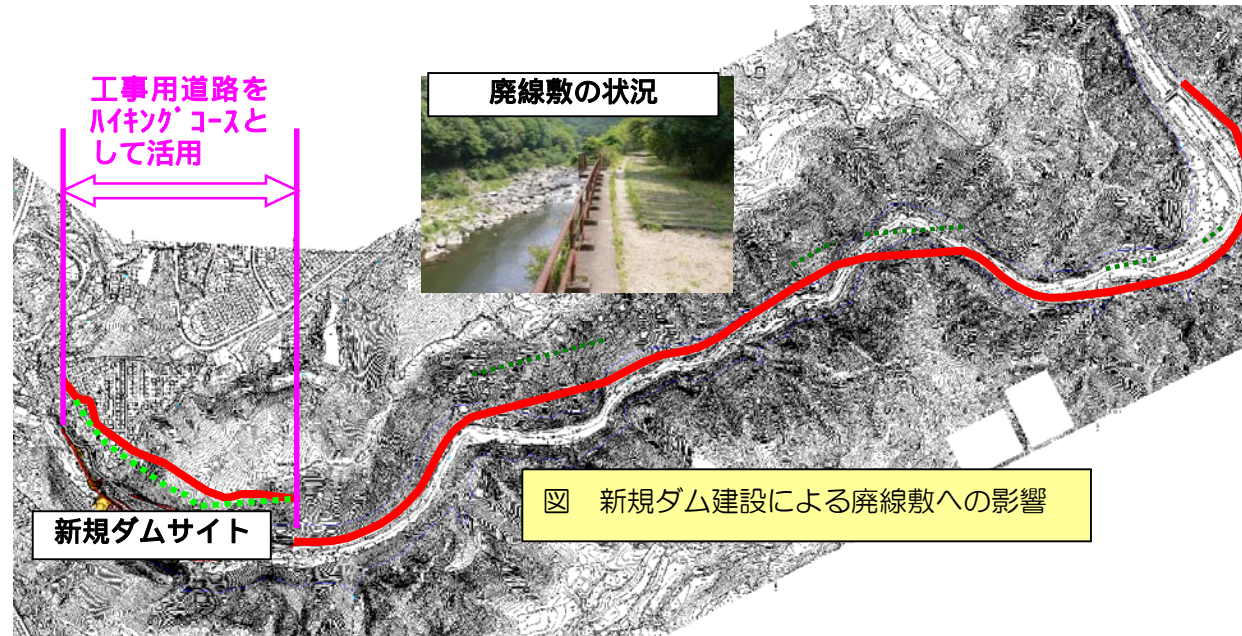 工事用道路を
ﾊｲｷﾝｸﾞｺｰｽと
して活用
廃線敷の状況
新規ダムサイト
図　新規ダム建設による廃線敷への影響